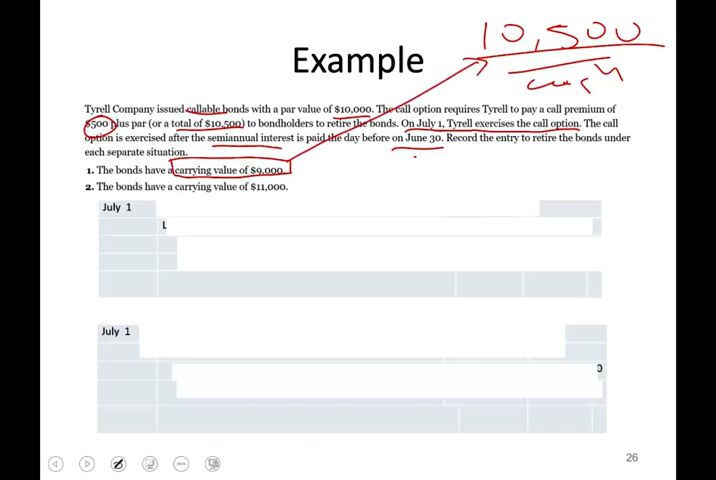 10,500
cash
Example
Tyrell Company issued callable bonds with a par value of $10,000. The call option requires Tyrell to pay a call premium of
$500 plus par (or a total of $10,500) to bondholders to retire the bonds. On July 1, Tyrell exercises the call option. The call
option is exercised after the semiannual interest is paid the day before on June 30. Record the entry to retire the bonds under
each separate situation.
1. The bonds have a carrying value of $9,000.
2. The bonds have a carrying value of $11,000.
July 1
July 1
26